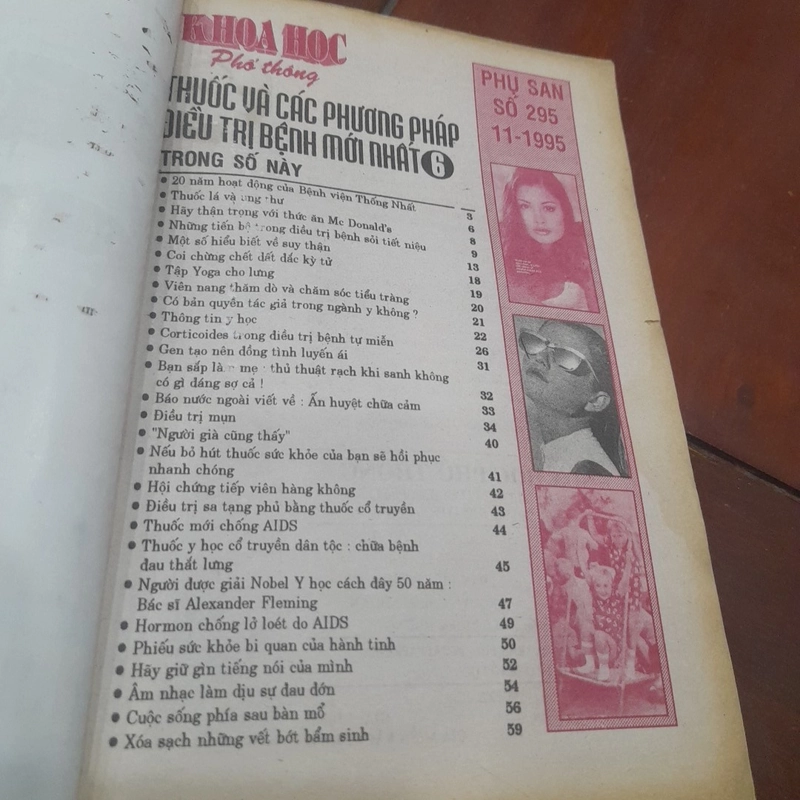 KHOA HỌC
Phổ thông
THUỐC VÀ CÁC PHƯƠNG PHÁP
ĐIỀU TRỊ BỆNH MỚI NHẤT 6
TRONG SỐ NÀY
● 20 năm hoạt động của Bệnh viện Thống Nhất 3
● Thuốc lá và ung thư 6
● Hãy thận trọng với thức ăn Mc Donald's 8
● Những tiến bộ trong điều trị bệnh sỏi tiết niệu 9
● Một số hiểu biết về suy thận 13
● Coi chừng chết dất đắc kỳ tử 18
● Tập Yoga cho lưng 19
● Viên nang thăm dò và chăm sóc tiểu tràng 20
● Có bản quyền tác giả trong ngành y không ? 21
● Thông tin y học 22
● Corticoides trong điều trị bệnh tự miễn 26
● Gen tạo nên đồng tình luyến ái 31
● Bạn sắp làm mẹ : thủ thuật rạch khi sanh không
có gì đáng sợ cả ! 32
● Báo nước ngoài viết về : Ấn huyệt chữa cảm 33
● Điều trị mụn 34
● "Người già cũng thấy" 40
● Nếu bỏ hút thuốc sức khỏe của bạn sẽ hồi phục
nhanh chóng 41
● Hội chứng tiếp viên hàng không 42
● Điều trị sa tạng phủ bằng thuốc cổ truyền 43
● Thuốc mới chống AIDS 44
● Thuốc y học cổ truyền dân tộc : chữa bệnh
đau thắt lưng 45
● Người được giải Nobel Y học cách đây 50 năm :
Bác sĩ Alexander Fleming 47
● Hormon chống lở loét do AIDS 49
● Phiếu sức khỏe bi quan của hành tinh 50
● Hãy giữ gìn tiếng nói của mình 52
● Âm nhạc làm dịu sự đau đớn 54
● Cuộc sống phía sau bàn mổ 56
● Xóa sạch những vết bớt bẩm sinh 59
PHỤ SAN
SỐ 295
11-1995